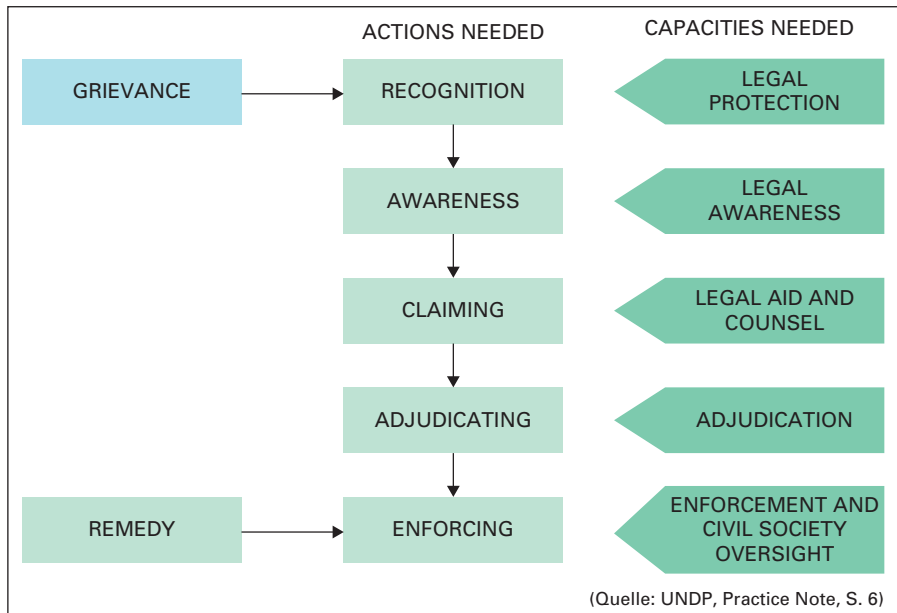 ACTIONS NEEDED
CAPACITIES NEEDED
GRIEVANCE
RECOGNITION
LEGAL
PROTECTION
AWARENESS
LEGAL
AWARENESS
CLAIMING
LEGAL AID AND
COUNSEL
ADJUDICATING
ADJUDICATION
REMEDY
ENFORCING
ENFORCEMENT AND
CIVIL SOCIETY
OVERSIGHT
(Quelle: UNDP, Practice Note, S. 6)